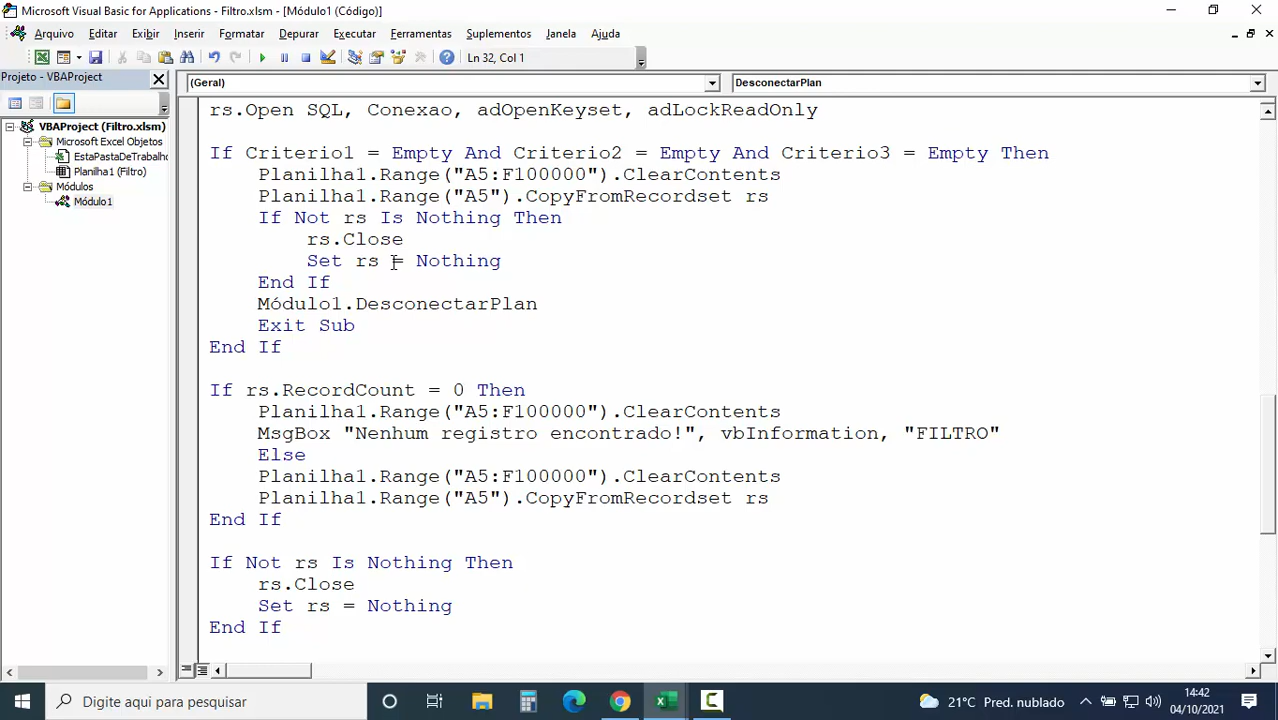 Microsoft Visual Basic for Applications - Filtro.xlsm - [Módulo1 (Código)]
Arquivo Editar Exibir Inserir Formatar Depurar Executar Ferramentas Suplementos Janela Ajuda
Ln 32, Col 1
Projeto - VBAProject
(Geral)
DesconectarPlan
VBAProject (Filtro.xlsm)
Microsoft Excel Objetos
EstaPastaDeTrabalho
Planilha1 (Filtro)
Módulos
Módulo1
rs.Open SQL, Conexao, adOpenKeyset, adLockReadOnly
If Criterio1 = Empty And Criterio2 = Empty And Criterio3 = Empty Then
Planilha1.Range("A5:F100000").ClearContents
Planilha1.Range("A5").CopyFromRecordset rs
If Not rs Is Nothing Then
rs.Close
Set rs = Nothing
End If
Módulo1.DesconectarPlan
Exit Sub
End If
If rs.RecordCount = 0 Then
Planilha1.Range("A5:F100000").ClearContents
MsgBox "Nenhum registro encontrado!", vbInformation, "FILTRO"
Else
Planilha1.Range("A5:F100000").ClearContents
Planilha1.Range("A5").CopyFromRecordset rs
End If
If Not rs Is Nothing Then
rs.Close
Set rs = Nothing
End If
Digite aqui para pesquisar
21°C Pred. nublado
14:42
04/10/2021